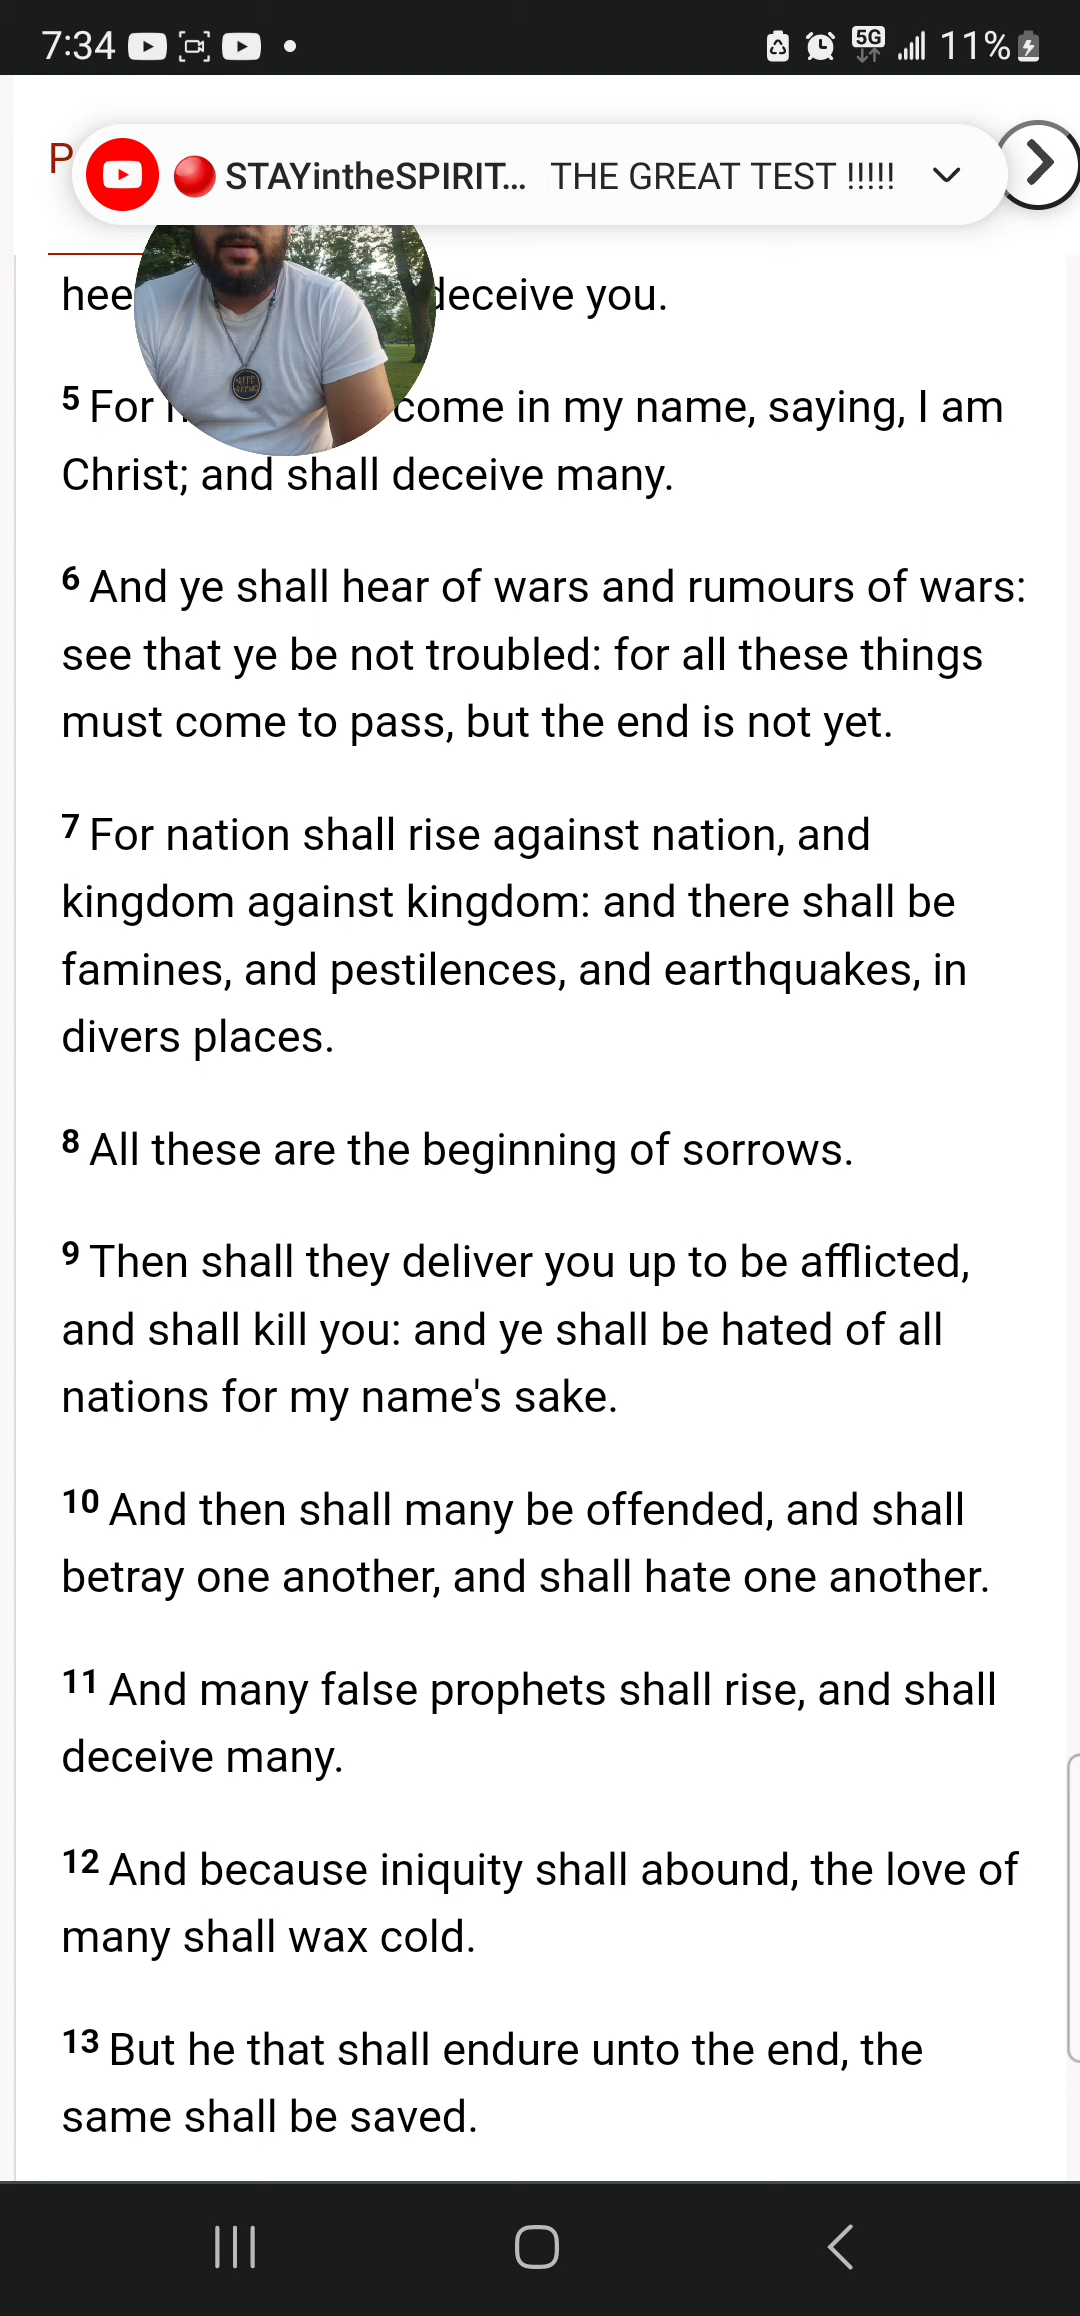 7:34
5G 11%
P
STAYintheSPIRIT... THE GREAT TEST !!!!!
hee deceive you.
5 For come in my name, saying, I am
Christ; and shall deceive many.
6 And ye shall hear of wars and rumours of wars:
see that ye be not troubled: for all these things
must come to pass, but the end is not yet.
7 For nation shall rise against nation, and
kingdom against kingdom: and there shall be
famines, and pestilences, and earthquakes, in
divers places.
8 All these are the beginning of sorrows.
9 Then shall they deliver you up to be afflicted,
and shall kill you: and ye shall be hated of all
nations for my name's sake.
10 And then shall many be offended, and shall
betray one another, and shall hate one another.
11 And many false prophets shall rise, and shall
deceive many.
12 And because iniquity shall abound, the love of
many shall wax cold.
13 But he that shall endure unto the end, the
same shall be saved.